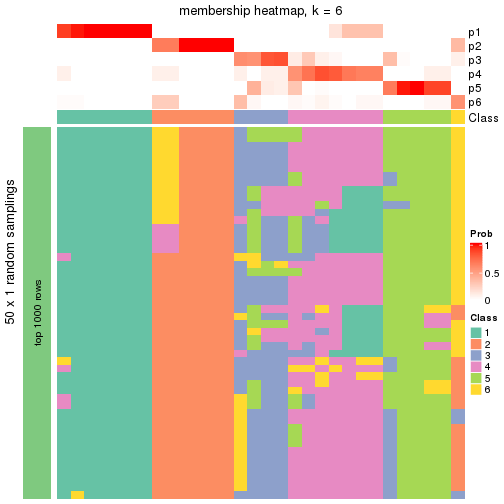 membership heatmap, k = 6
p1
p2
p3
p4
p5
p6
Class
50 x 1 random samplings
top 1000 rows
Prob
1
0.5
0
Class
1
2
3
4
5
6